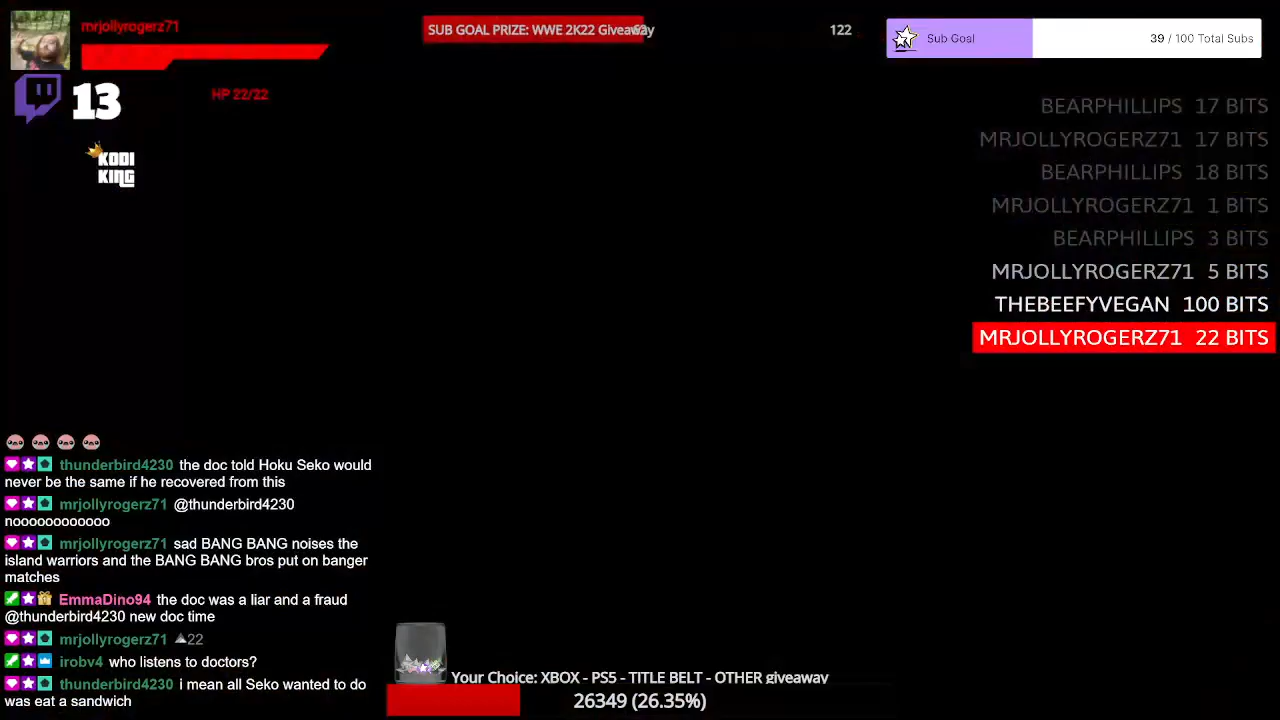 mrjollyrogerz71
SUB GOAL PRIZE: WWE 2K22 Giveaway
122
Sub Goal
39 / 100 Total Subs
13
HP 22/22
KODI
KING
BEARPHILLIPS 17 BITS
MRJOLLYROGERZ71 17 BITS
BEARPHILLIPS 18 BITS
MRJOLLYROGERZ71 1 BITS
BEARPHILLIPS 3 BITS
MRJOLLYROGERZ71 5 BITS
THEBEEFYVEGAN 100 BITS
MRJOLLYROGERZ71 22 BITS
thunderbird4230 the doc told Hoku Seko would
never be the same if he recovered from this
mrjollyrogerz71 @thunderbird4230
noooooooooooo
mrjollyrogerz71 sad BANG BANG noises the
island warriors and the BANG BANG bros put on banger
matches
EmmaDino94 the doc was a liar and a fraud
@thunderbird4230 new doc time
mrjollyrogerz71 22
irobv4 who listens to doctors?
thunderbird4230 i mean all Seko wanted to do
was eat a sandwich
Your Choice: XBOX - PS5 - TITLE BELT - OTHER giveaway
26349 (26.35%)